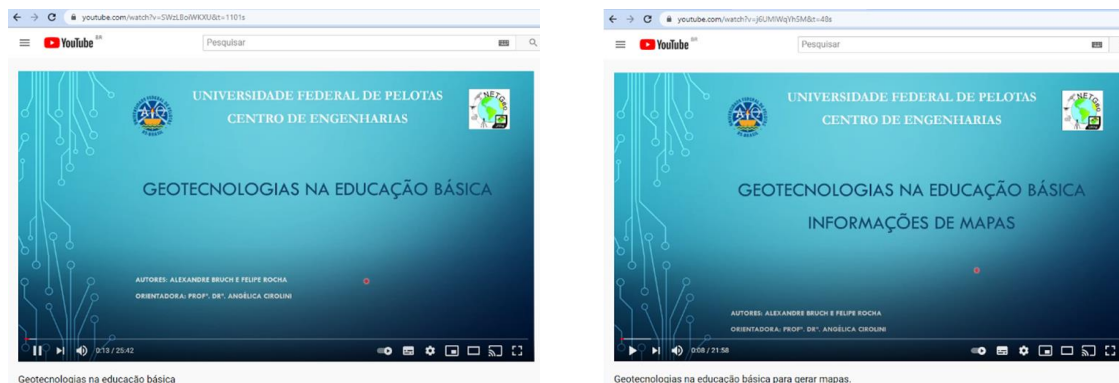 youtube.com/watch?v=SWzLBoIWKXU&t=1101s
YouTube BR
Pesquisar
UNIVERSIDADE FEDERAL DE PELOTAS
CENTRO DE ENGENHARIAS
GEOTECNOLOGIAS NA EDUCAÇÃO BÁSICA
AUTORES: ALEXANDRE BRUCH E FELIPE ROCHA
ORIENTADORA: PROFª. DRª. ANGÉLICA CIROLINI
0:13 / 25:42
Geotecnologias na educação básica
youtube.com/watch?v=j6UMlWqYh5M&t=48s
YouTube BR
Pesquisar
UNIVERSIDADE FEDERAL DE PELOTAS
CENTRO DE ENGENHARIAS
GEOTECNOLOGIAS NA EDUCAÇÃO BÁSICA
INFORMAÇÕES DE MAPAS
AUTORES: ALEXANDRE BRUCH E FELIPE ROCHA
ORIENTADORA: PROFª. DRª. ANGÉLICA CIROLINI
0:08 / 21:58
Geotecnologias na educação básica para gerar mapas.